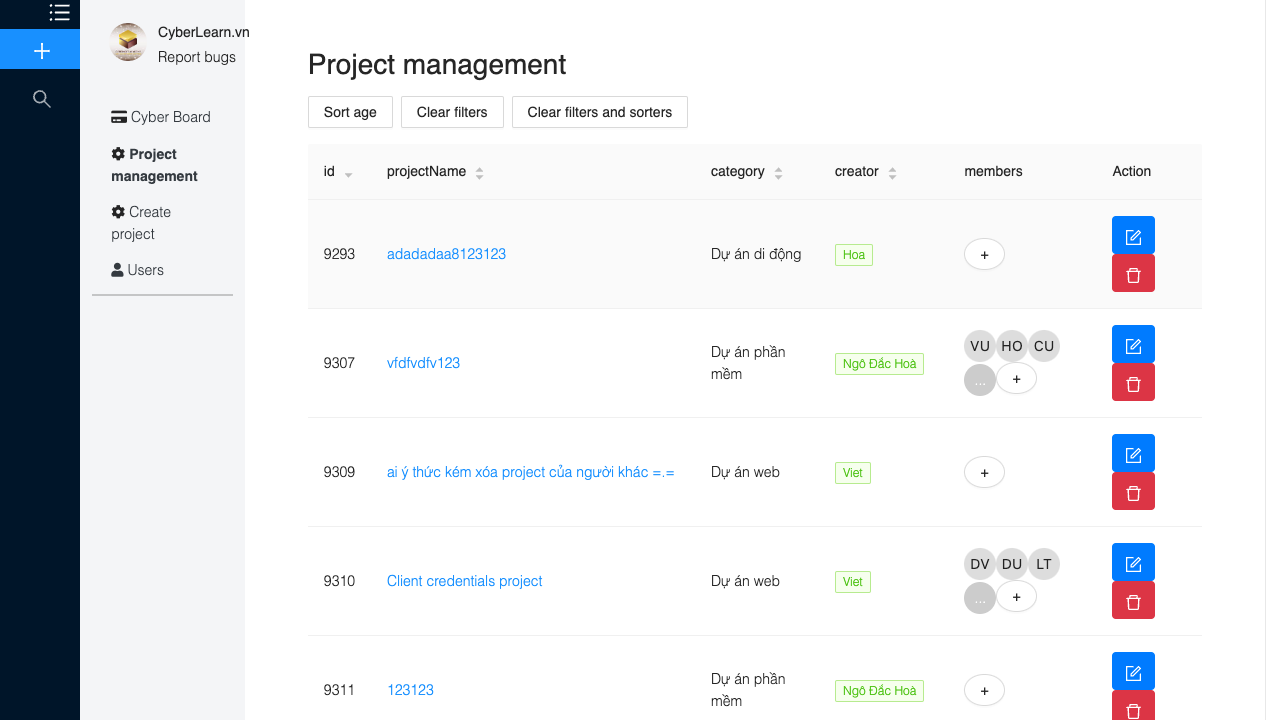 CyberLearn.vn
Report bugs
Cyber Board
Project
management
Create
project
Users
Project management
Sort age
Clear filters
Clear filters and sorters
id
projectName
category
creator
members
Action
9293
adadadaa8123123
Dự án di động
Hoa
+
9307
vfdfvdfv123
Dự án phần
mềm
Ngô Đắc Hoà
VU HO CU
... +
9309
ai ý thức kém xóa project của người khác =.=
Dự án web
Viet
+
9310
Client credentials project
Dự án web
Viet
DV DU LT
... +
9311
123123
Dự án phần
mềm
Ngô Đắc Hoà
+